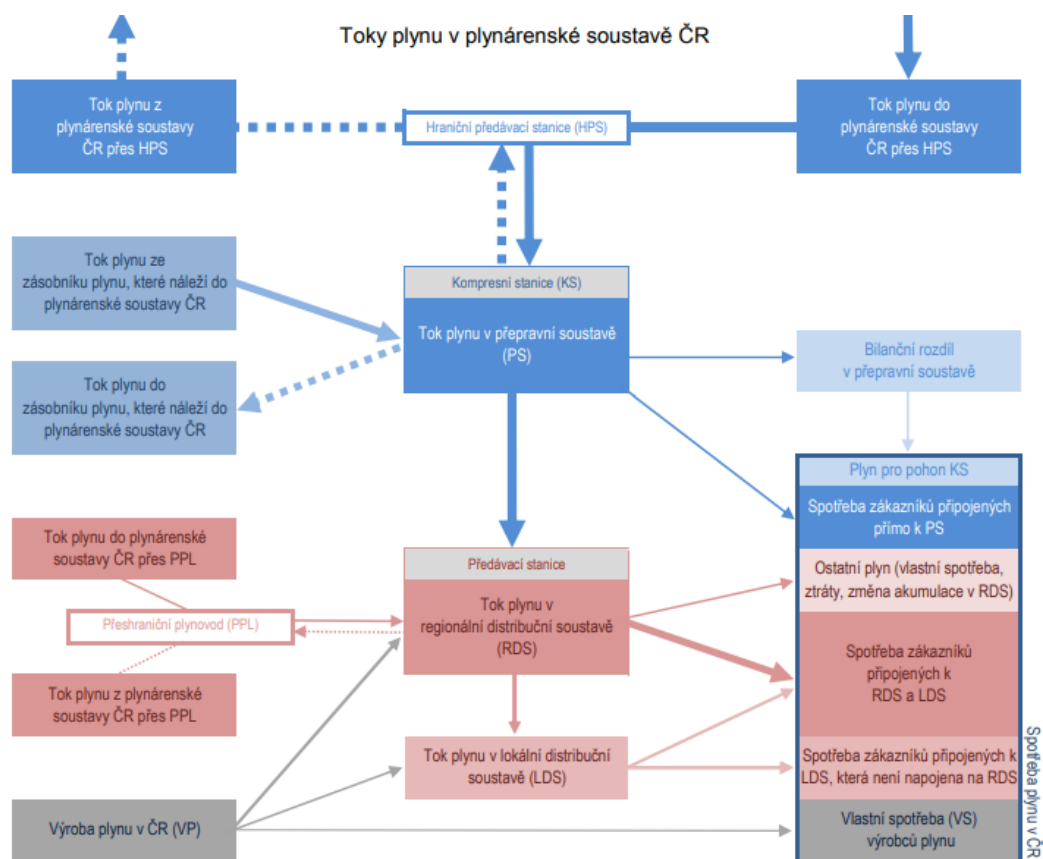 Toky plynu v plynárenské soustavě ČR
Tok plynu z
plynárenské soustavy
ČR přes HPS
Hraniční předávací stanice (HPS)
Tok plynu do
plynárenské soustavy
ČR přes HPS
Tok plynu ze
zásobníku plynu, které náleží do
plynárenské soustavy ČR
Kompresní stanice (KS)
Tok plynu v přepravní soustavě
(PS)
Bilanční rozdíl
v přepravní soustavě
Tok plynu do
zásobníku plynu, které náleží do
plynárenské soustavy ČR
Plyn pro pohon KS
Spotřeba zákazníků připojených
přímo k PS
Tok plynu do plynárenské
soustavy ČR přes PPL
Předávací stanice
Tok plynu v
regionální distribuční soustavě
(RDS)
Ostatní plyn (vlastní spotřeba,
ztráty, změna akumulace v RDS)
Přeshraniční plynovod (PPL)
Spotřeba zákazníků
připojených k
RDS a LDS
Tok plynu z plynárenské
soustavy ČR přes PPL
Tok plynu v lokální distribuční
soustavě (LDS)
Spotřeba zákazníků připojených k
LDS, která není napojena na RDS
Výroba plynu v ČR (VP)
Vlastní spotřeba (VS)
výrobců plynu
Spotřeba plynu v ČR